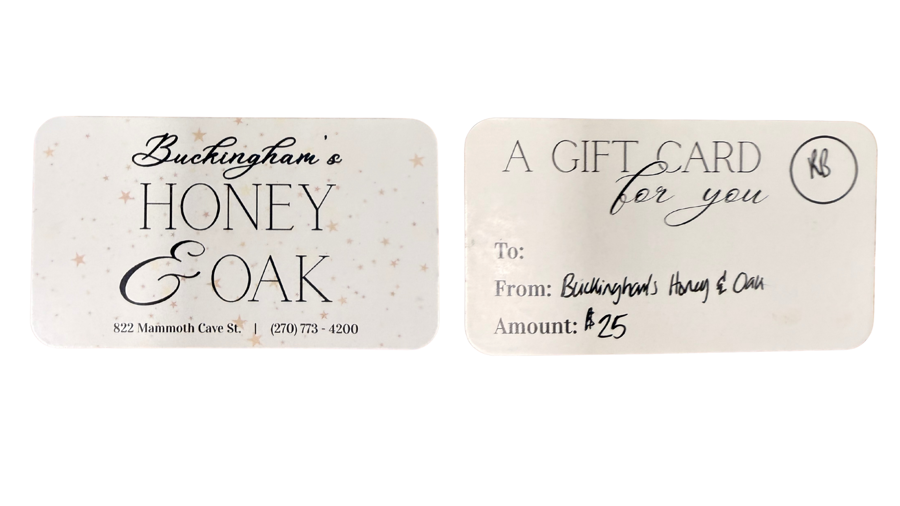 Buckingham's
HONEY
& OAK
822 Mammoth Cave St. | (270) 773 - 4200
A GIFT CARD
for you
RB
To:
From: Buckingham's Honey & Oak
Amount: $25